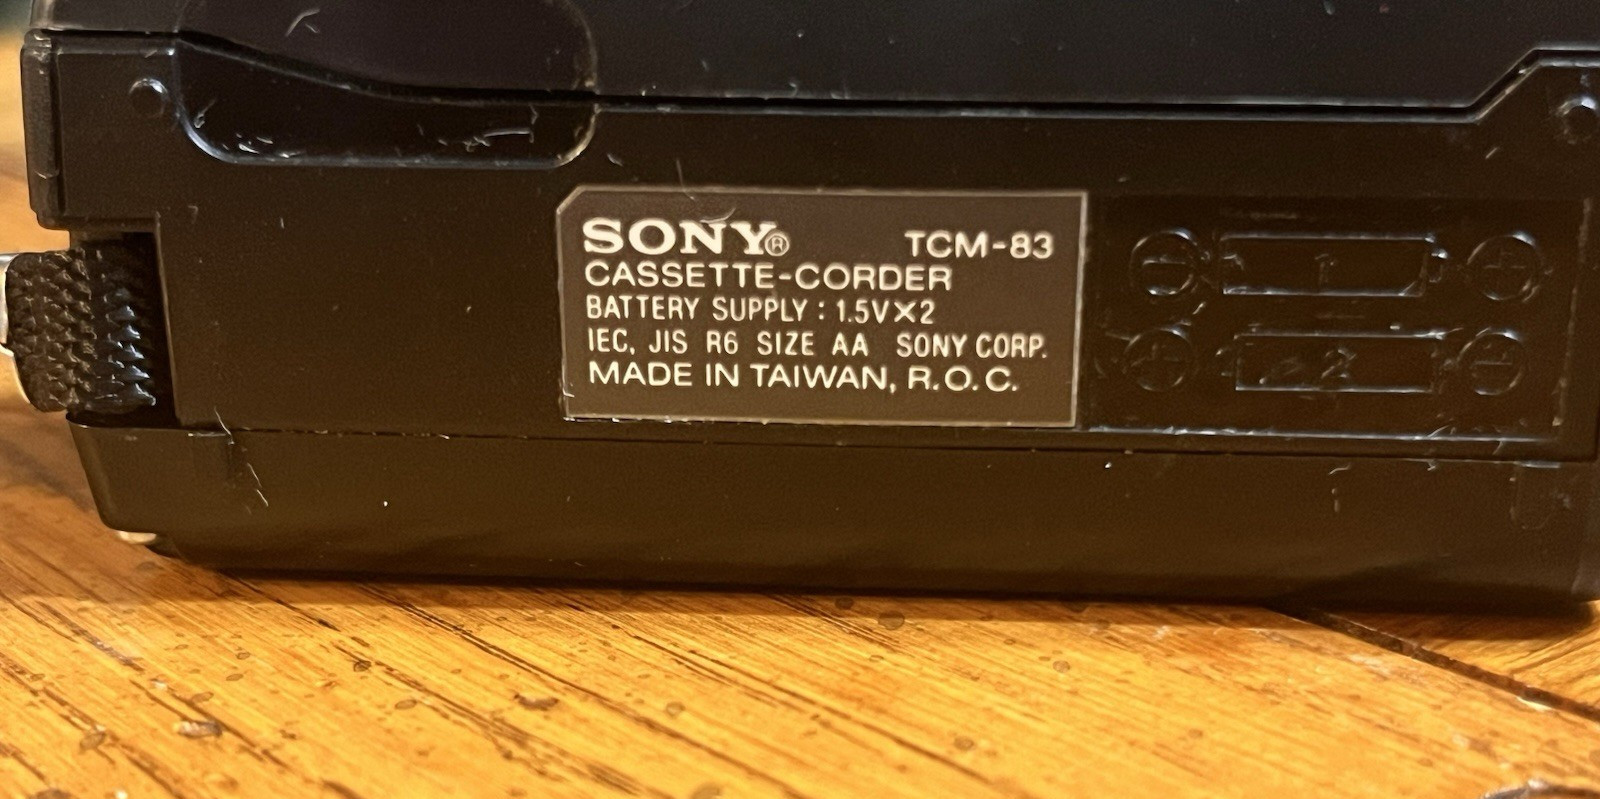 SONY® TCM-83
CASSETTE-CORDER
BATTERY SUPPLY : 1.5V×2
IEC, JIS R6 SIZE AA SONY CORP.
MADE IN TAIWAN, R.O.C.
- 1 +
+ 2 -